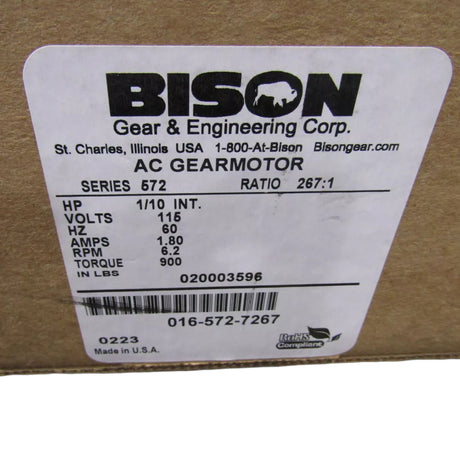 BISON
Gear & Engineering Corp.
St. Charles, Illinois USA 1-800-At-Bison Bisongear.com
AC GEARMOTOR
SERIES 572 RATIO 267:1
HP 1/10 INT.
VOLTS 115
HZ 60
AMPS 1.80
RPM 6.2
TORQUE 900
IN LBS 020003596
016-572-7267
0223
Made in U.S.A.
RoHS
Compliant